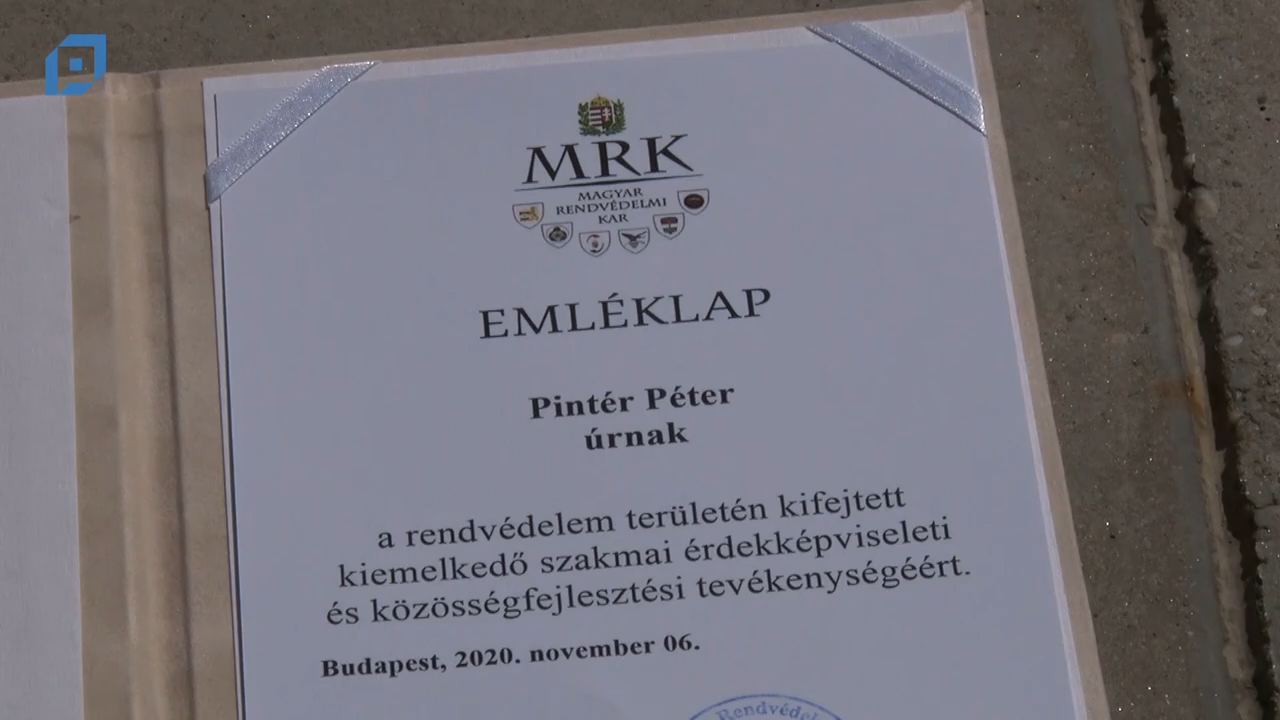 MRK
MAGYAR
RENDVÉDELMI
KAR
EMLÉKLAP
Pintér Péter
úrnak
a rendvédelem területén kifejtett
kiemelkedő szakmai érdekképviseleti
és közösségfejlesztési tevékenységéért.
Budapest, 2020. november 06.